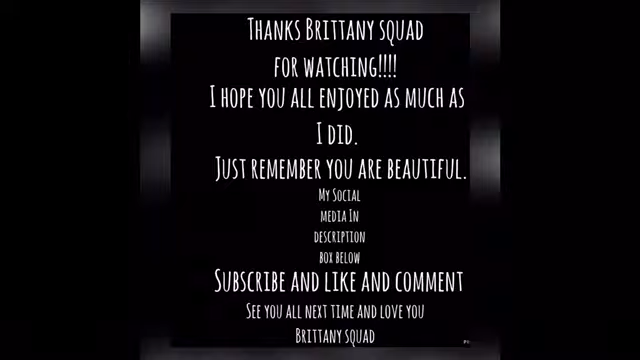 Thanks Brittany squad
for watching!!!!
I hope you all enjoyed as much as
I did.
Just remember you are beautiful.
My Social
media In
description
box below
Subscribe and like and comment
See you all next time and love you
Brittany squad